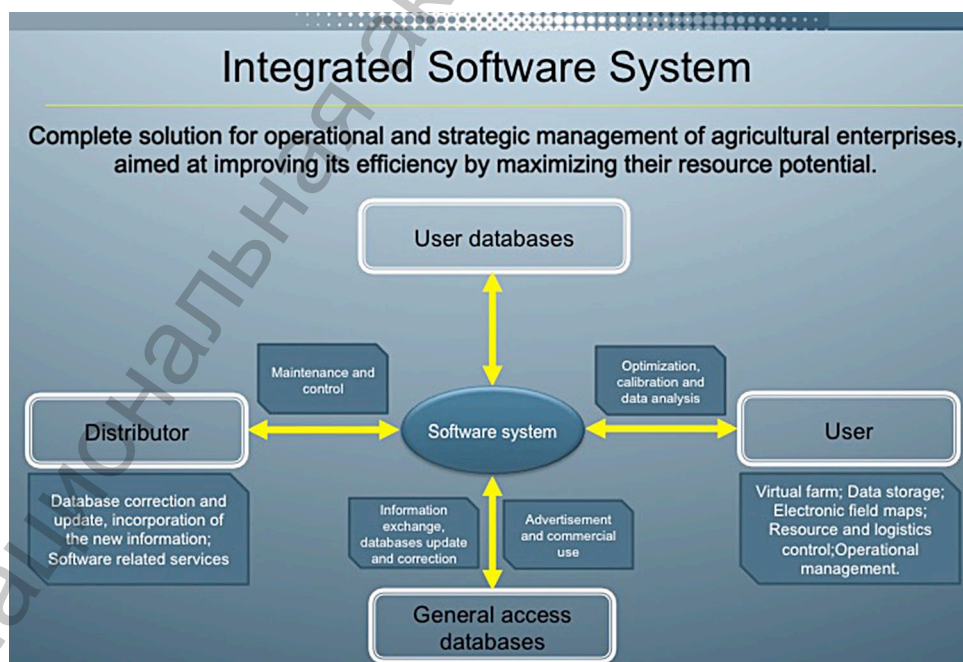 Integrated Software System
Complete solution for operational and strategic management of agricultural enterprises,
aimed at improving its efficiency by maximizing their resource potential.
User databases
Maintenance and
control
Optimization,
calibration and
data analysis
Distributor
Software system
User
Database correction and
update, incorporation of
the new information;
Software related services
Information
exchange,
databases update
and correction
Advertisement
and commercial
use
Virtual farm; Data storage;
Electronic field maps;
Resource and logistics
control;Operational
management.
General access
databases